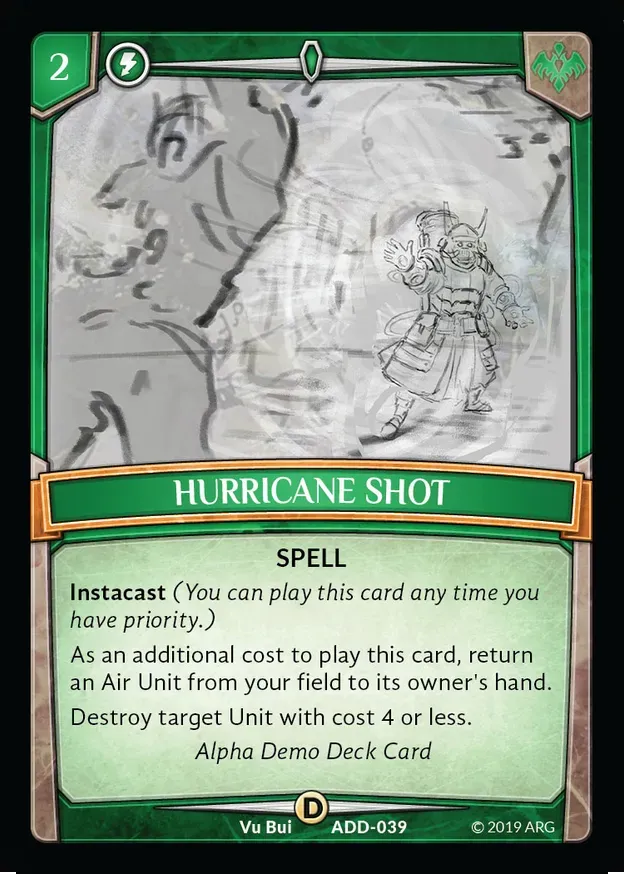 2
HURRICANE SHOT
SPELL
Instacast (You can play this card any time you
have priority.)
As an additional cost to play this card, return
an Air Unit from your field to its owner's hand.
Destroy target Unit with cost 4 or less.
Alpha Demo Deck Card
D
Vu Bui ADD-039 © 2019 ARG